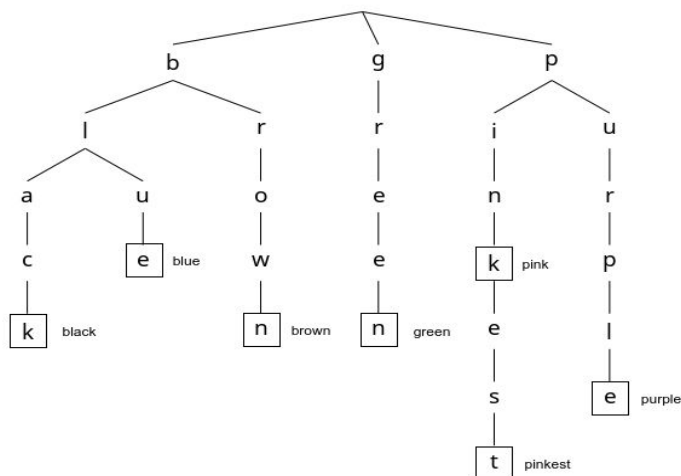 b g p
l r r i u
a u o e n r
c e blue w e k pink p
k black n brown n green e l
s e purple
t pinkest